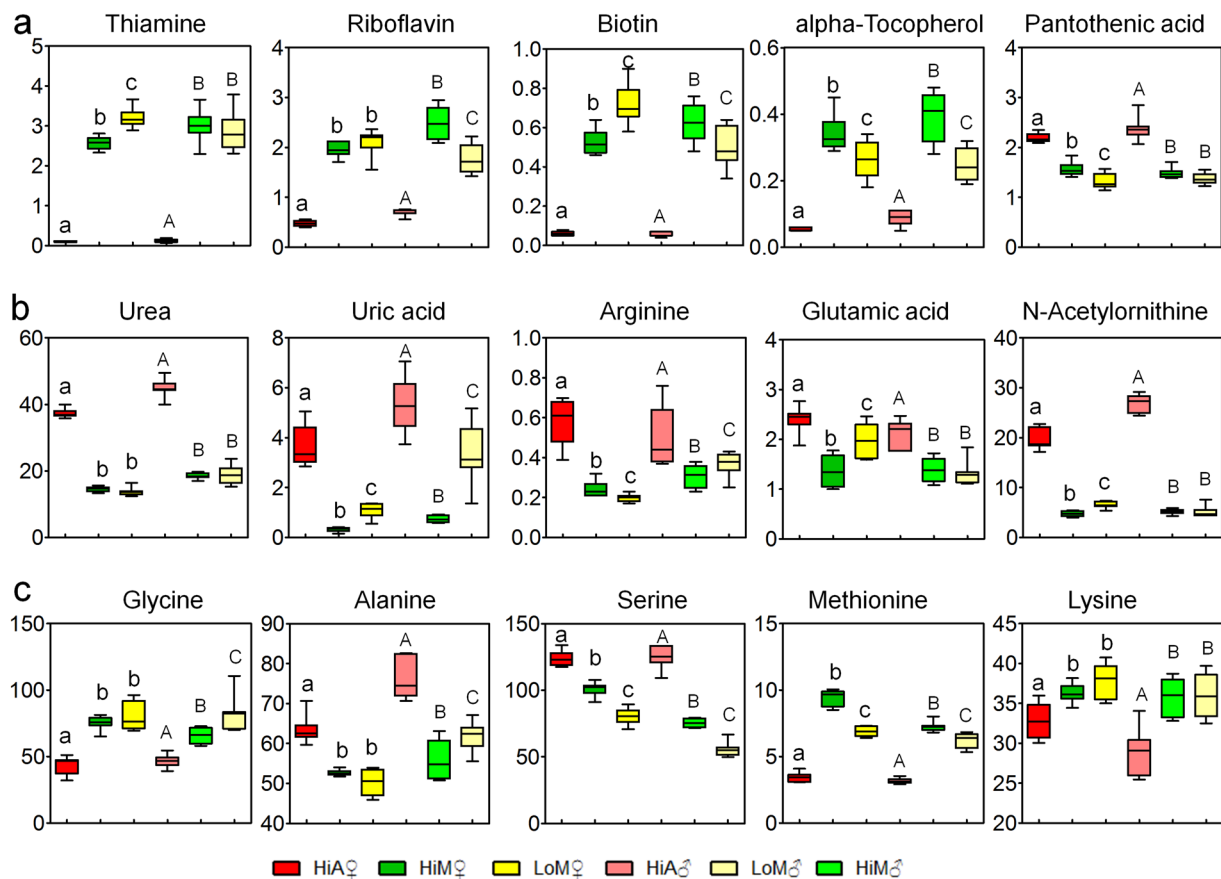 a
Thiamine Riboflavin Biotin alpha-Tocopherol Pantothenic acid
5 4 3 2 1 0
a b c A B B
4 3 2 1 0
a b b A B C
1.0 0.8 0.6 0.4 0.2 0.0
a b c A B C
0.6 0.4 0.2 0.0
a b c A B C
4 3 2 1 0
a b c A B B
b
Urea Uric acid Arginine Glutamic acid N-Acetylornithine
60 40 20 0
a b b A B B
8 6 4 2 0
a b c A B C
1.0 0.8 0.6 0.4 0.2 0.0
a b c A B C
4 3 2 1 0
a b c A B B
40 30 20 10 0
a b c A B B
c
Glycine Alanine Serine Methionine Lysine
150 100 50 0
a b b A B C
90 80 70 60 50 40
a b b A B C
150 100 50 0
a b c A B C
15 10 5 0
a b c A B C
45 40 35 30 25 20
a b b A B B
HiA♀ HiM♀ LoM♀ HiA♂ LoM♂ HiM♂